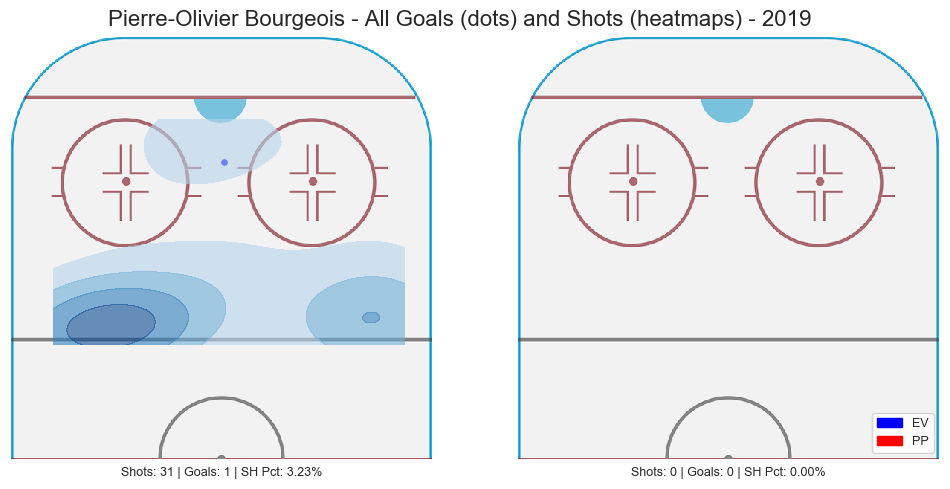 Pierre-Olivier Bourgeois - All Goals (dots) and Shots (heatmaps) - 2019
EV
PP
Shots: 31 | Goals: 1 | SH Pct: 3.23%
Shots: 0 | Goals: 0 | SH Pct: 0.00%